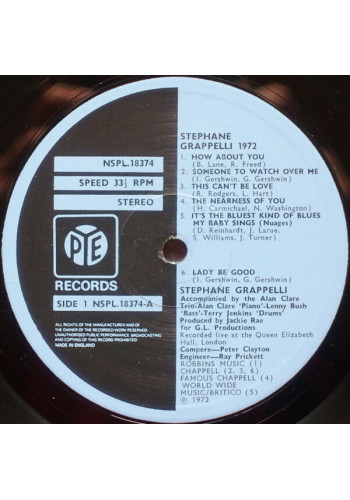 NSPL.18374
SPEED 33⅓ RPM
STEREO
PYE
RECORDS
SIDE 1 NSPL.18374-A
ALL RIGHTS OF THE MANUFACTURER AND OF
THE OWNER OF THE RECORDED WORK RESERVED
UNAUTHORISED PUBLIC PERFORMANCE BROADCASTING
AND COPYING OF THIS RECORD PROHIBITED
MADE IN ENGLAND
STEPHANE
GRAPPELLI 1972
1. HOW ABOUT YOU
(B. Lane, R. Freed)
2. SOMEONE TO WATCH OVER ME
(I. Gershwin, G. Gershwin)
3. THIS CAN'T BE LOVE
(R. Rodgers, L. Hart)
4. THE NEARNESS OF YOU
(H. Carmichael, N. Washington)
5. IT'S THE BLUEST KIND OF BLUES
MY BABY SINGS (Nuages)
(D. Reinhardt, J. Larue,
S. Williams, J. Turner)
6. LADY BE GOOD
(I. Gershwin, G. Gershwin)
STEPHANE GRAPPELLI
Accompanied by the Alan Clare
Trio-Alan Clare 'Piano'-Lenny Bush
'Bass'-Terry Jenkins 'Drums'
Produced by Jackie Rae
for G.L. Productions
Recorded live at the Queen Elizabeth
Hall, London
Compere—Peter Clayton
Engineer—Ray Prickett
ROBBINS MUSIC (1)
CHAPPELL (2, 3, 6)
FAMOUS CHAPPELL (4)
WORLD WIDE
MUSIC/BRITICO (5)
℗ 1972